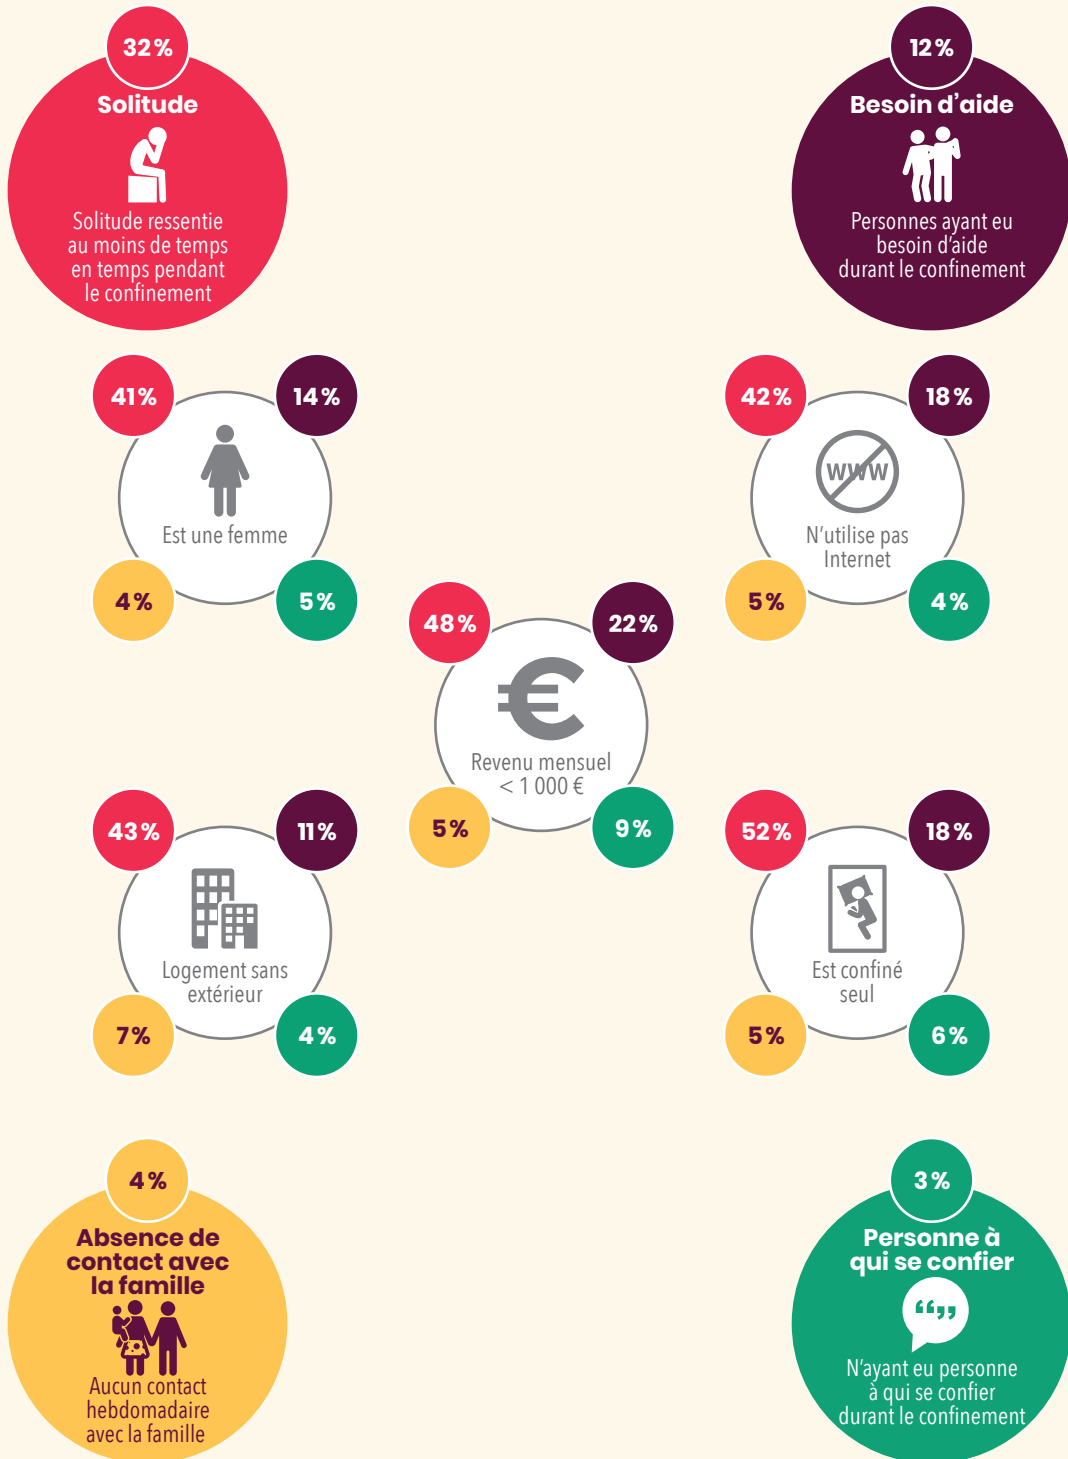 32%
Solitude
Solitude ressentie
au moins de temps
en temps pendant
le confinement
12%
Besoin d'aide
Personnes ayant eu
besoin d'aide
durant le confinement
41%
14%
Est une femme
4%
5%
42%
18%
www
N'utilise pas
Internet
5%
4%
48%
22%
€
Revenu mensuel
< 1 000 €
5%
9%
43%
11%
Logement sans
extérieur
7%
4%
52%
18%
Est confiné
seul
5%
6%
4%
Absence de
contact avec
la famille
Aucun contact
hebdomadaire
avec la famille
3%
Personne à
qui se confier
“„
N'ayant eu personne
à qui se confier
durant le confinement